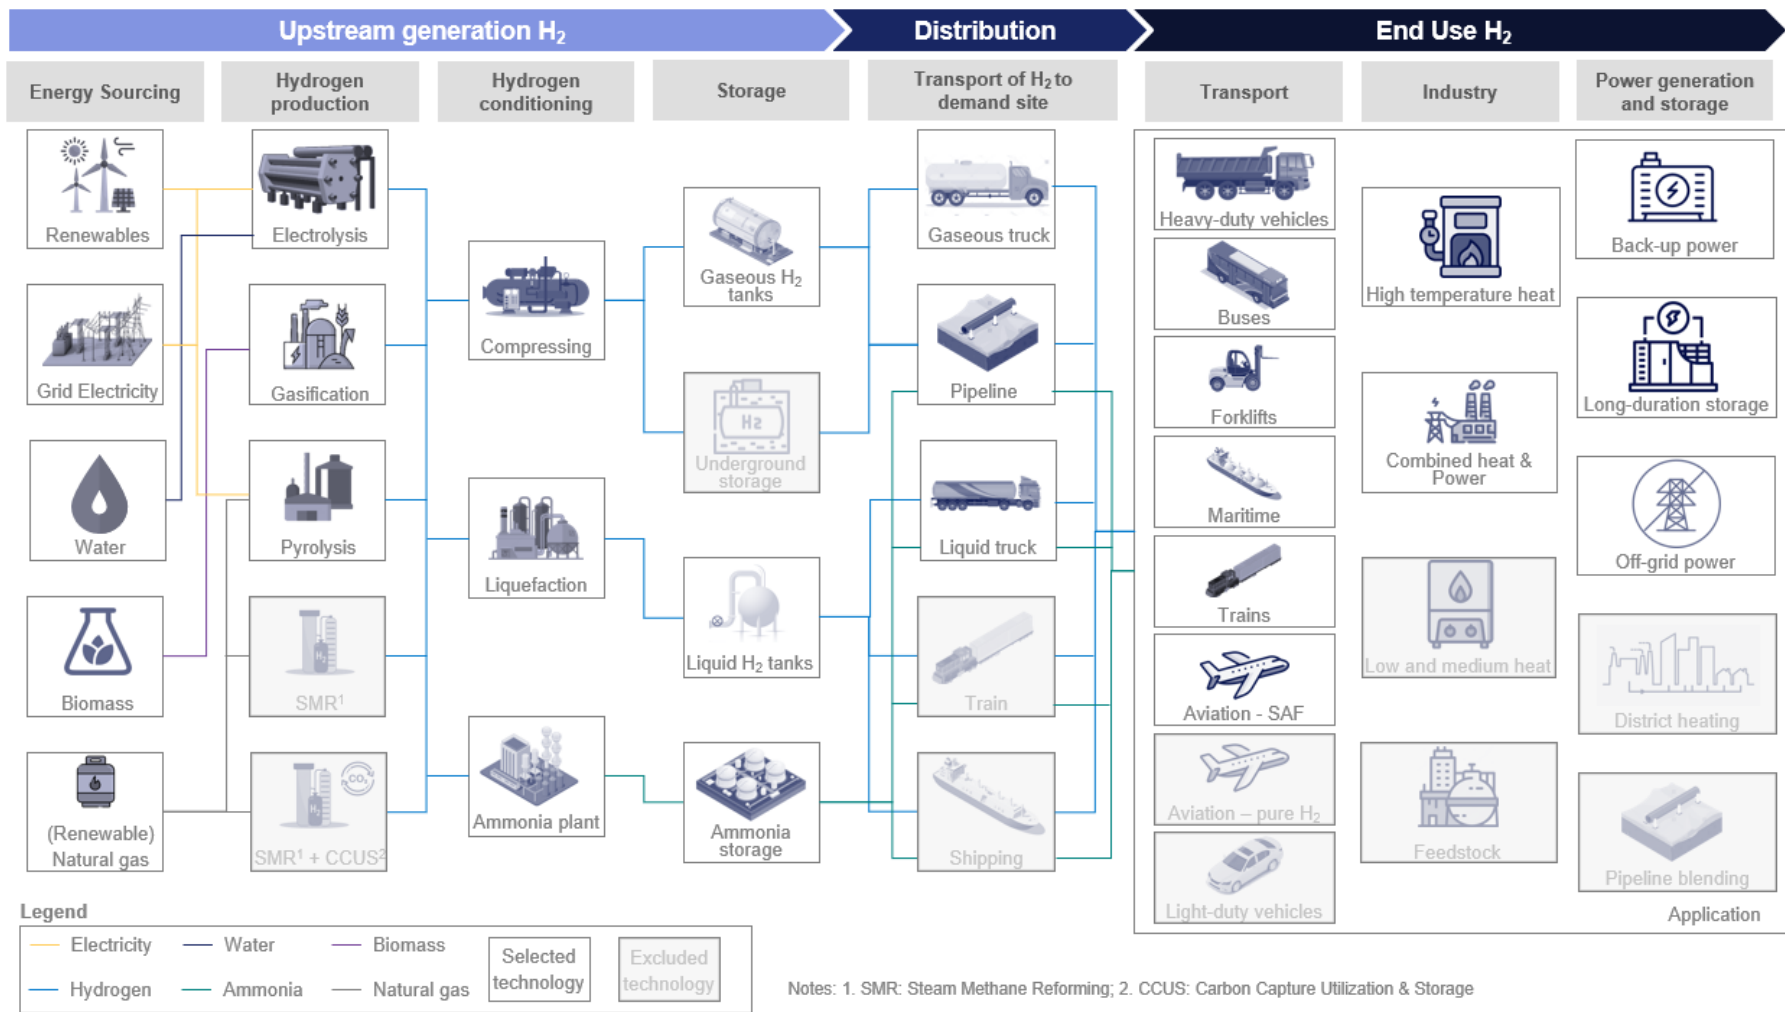 Upstream generation H2
Distribution
End Use H2
Energy Sourcing
Hydrogen
production
Hydrogen
conditioning
Storage
Transport of H2 to
demand site
Transport
Industry
Power generation
and storage
Renewables
Grid Electricity
Water
Biomass
(Renewable)
Natural gas
Electrolysis
Gasification
Pyrolysis
H2
SMR1
H2
CO2
SMR1 + CCUS2
Compressing
Liquefaction
Ammonia plant
Gaseous H2
tanks
H2
Underground
storage
Liquid H2 tanks
Ammonia
storage
Gaseous truck
Pipeline
Liquid truck
Train
Shipping
Heavy-duty vehicles
Buses
Forklifts
Maritime
Trains
Aviation - SAF
Aviation – pure H2
Light-duty vehicles
High temperature heat
Combined heat &
Power
Low and medium heat
Feedstock
Back-up power
Long-duration storage
Off-grid power
District heating
Pipeline blending
Application
Legend
Electricity
Water
Biomass
Hydrogen
Ammonia
Natural gas
Selected
technology
Excluded
technology
Notes: 1. SMR: Steam Methane Reforming; 2. CCUS: Carbon Capture Utilization & Storage